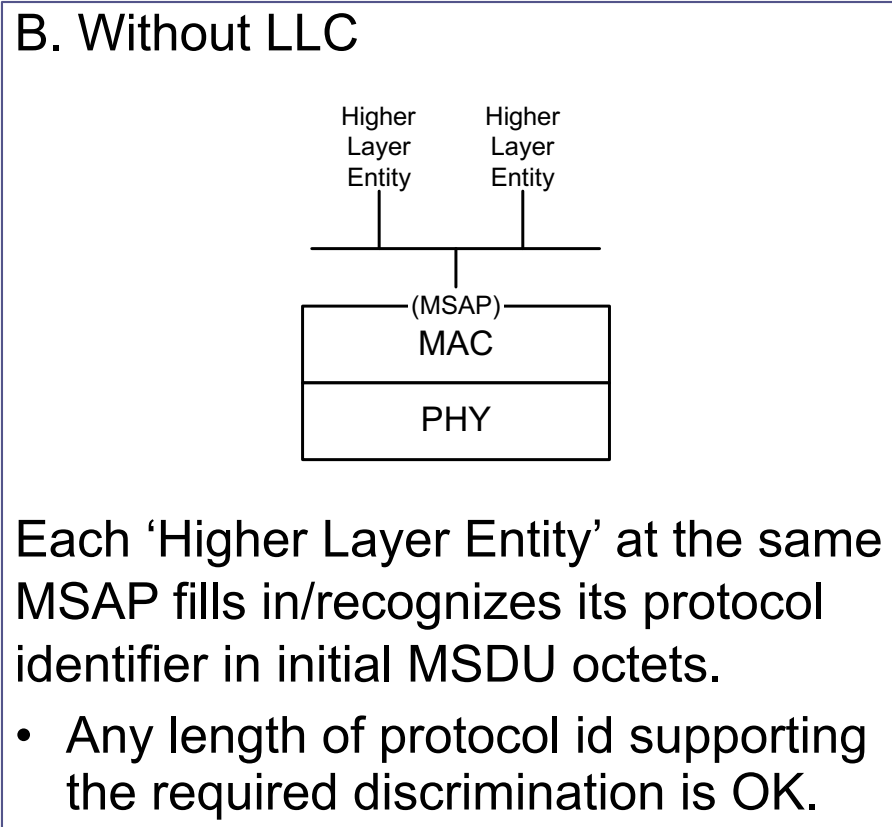 B. Without LLC
Higher Layer Entity
Higher Layer Entity
(MSAP)
MAC
PHY
Each ‘Higher Layer Entity’ at the same
MSAP fills in/recognizes its protocol
identifier in initial MSDU octets.
• Any length of protocol id supporting
the required discrimination is OK.